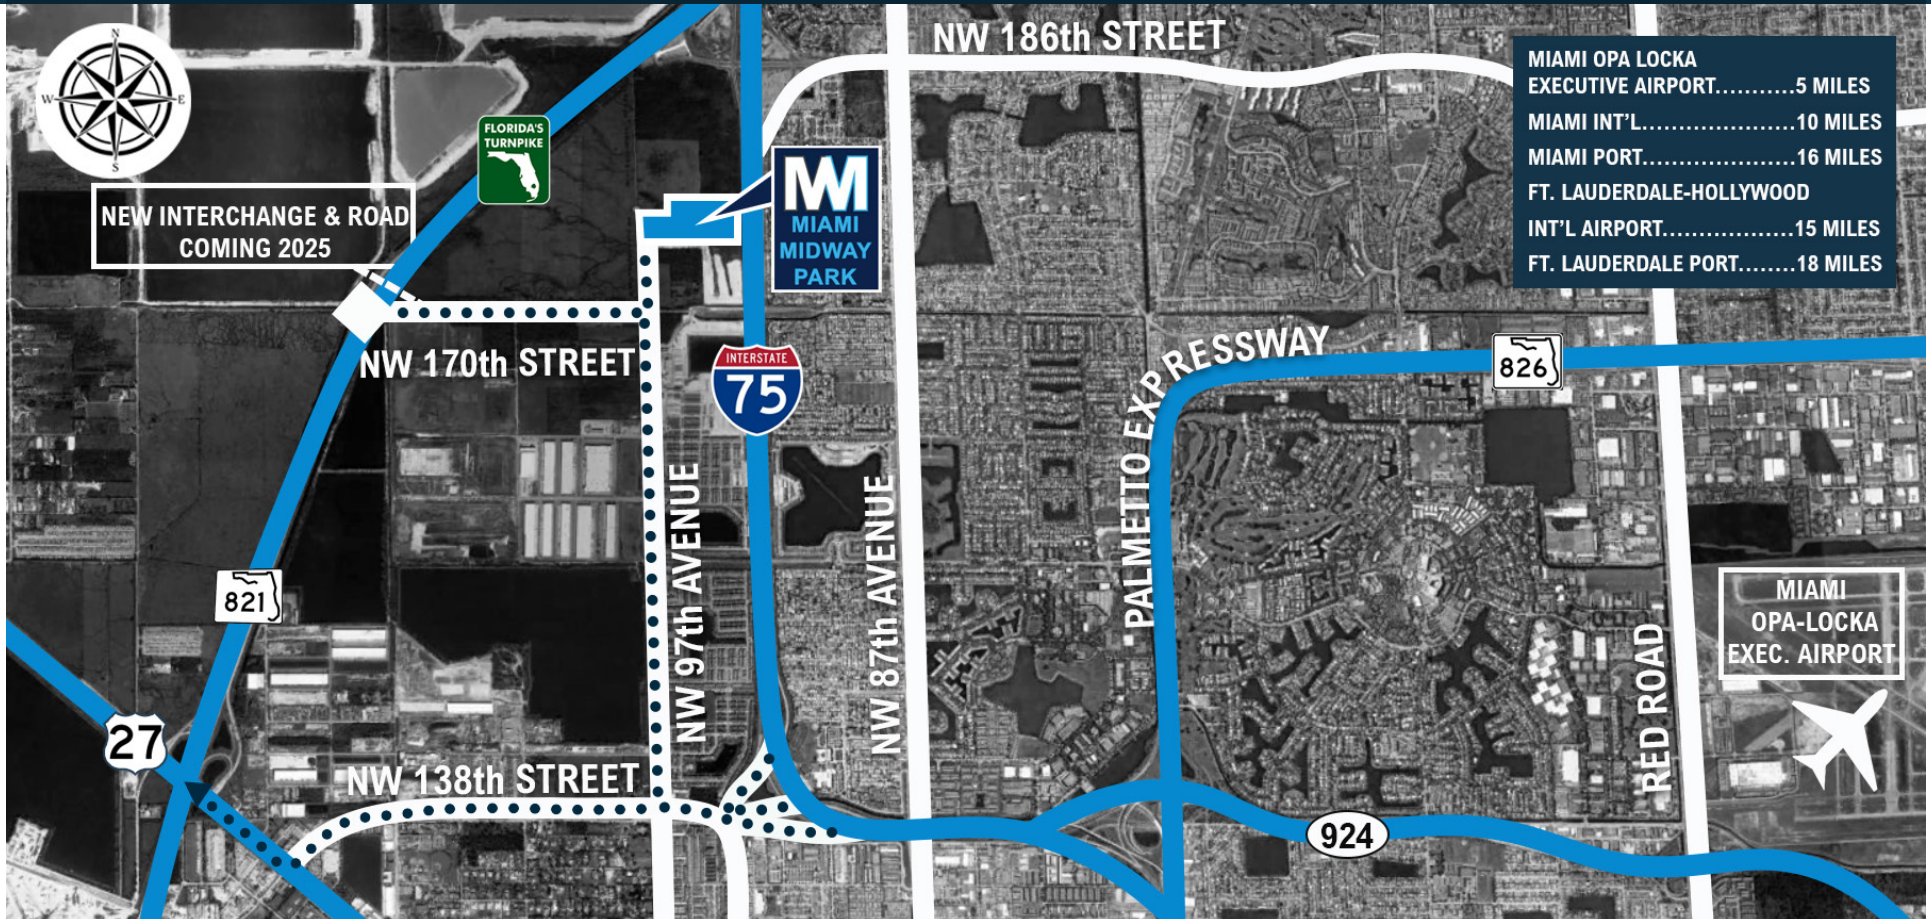 N
W
E
S
NW 186th STREET
MIAMI OPA LOCKA
EXECUTIVE AIRPORT...........5 MILES
MIAMI INT'L.....................10 MILES
MIAMI PORT.....................16 MILES
FT. LAUDERDALE-HOLLYWOOD
INT'L AIRPORT..................15 MILES
FT. LAUDERDALE PORT........18 MILES
FLORIDA'S
TURNPIKE
NEW INTERCHANGE & ROAD
COMING 2025
MIAMI
MIDWAY
PARK
NW 170th STREET
INTERSTATE
75
PALMETTO EXPRESSWAY
826
NW 97th AVENUE
NW 87th AVENUE
821
RED ROAD
MIAMI
OPA-LOCKA
EXEC. AIRPORT
27
NW 138th STREET
924